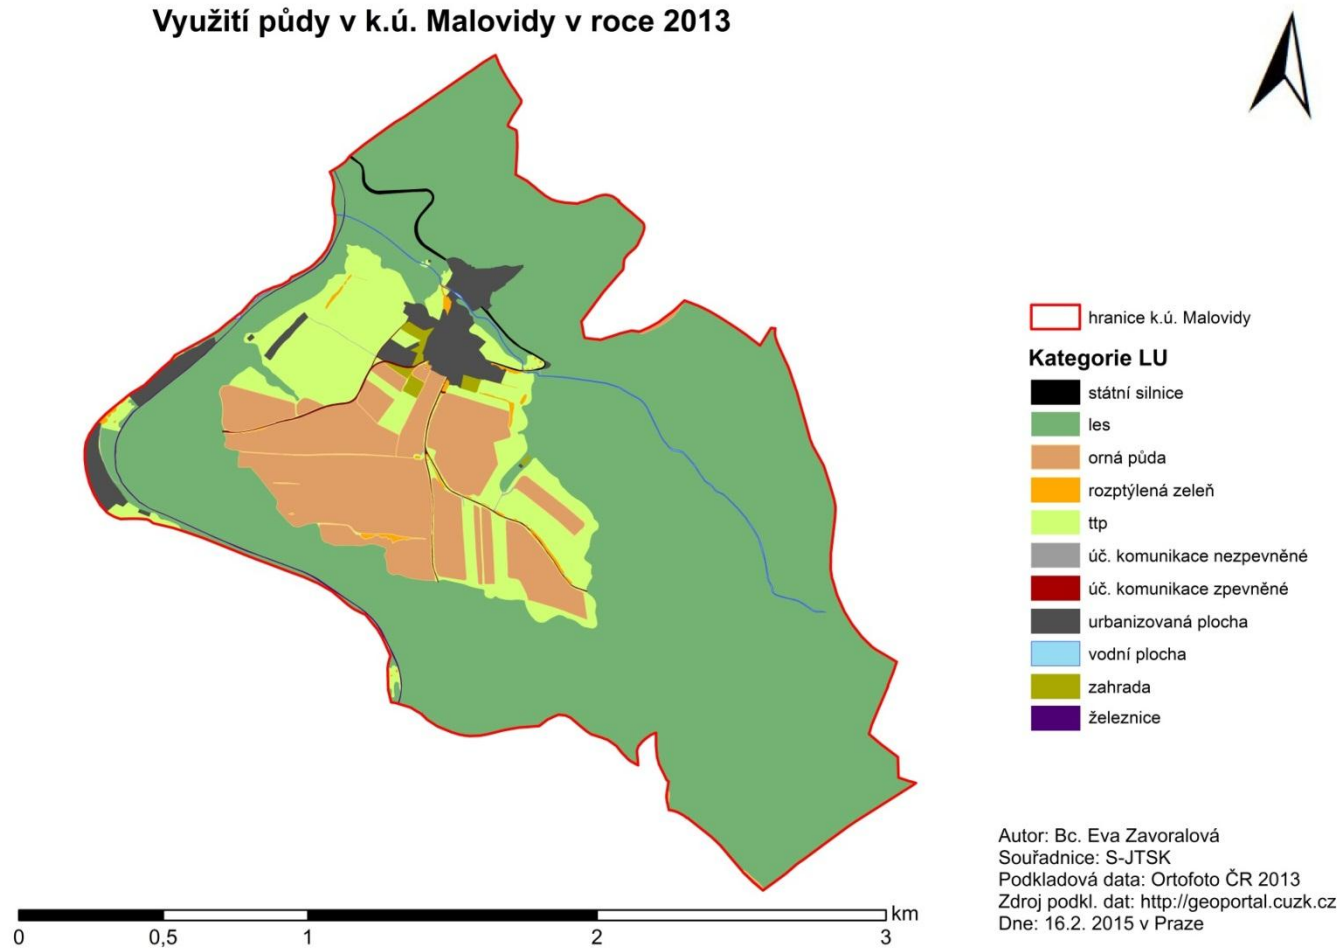 Využití půdy v k.ú. Malovidy v roce 2013
hranice k.ú. Malovidy
Kategorie LU
státní silnice
les
orná půda
rozptýlená zeleň
ttp
úč. komunikace nezpevněné
úč. komunikace zpevněné
urbanizovaná plocha
vodní plocha
zahrada
železnice
Autor: Bc. Eva Zavoralová
Souřadnice: S-JTSK
Podkladová data: Ortofoto ČR 2013
Zdroj podkl. dat: http://geoportal.cuzk.cz
Dne: 16.2. 2015 v Praze
km
0 0,5 1 2 3